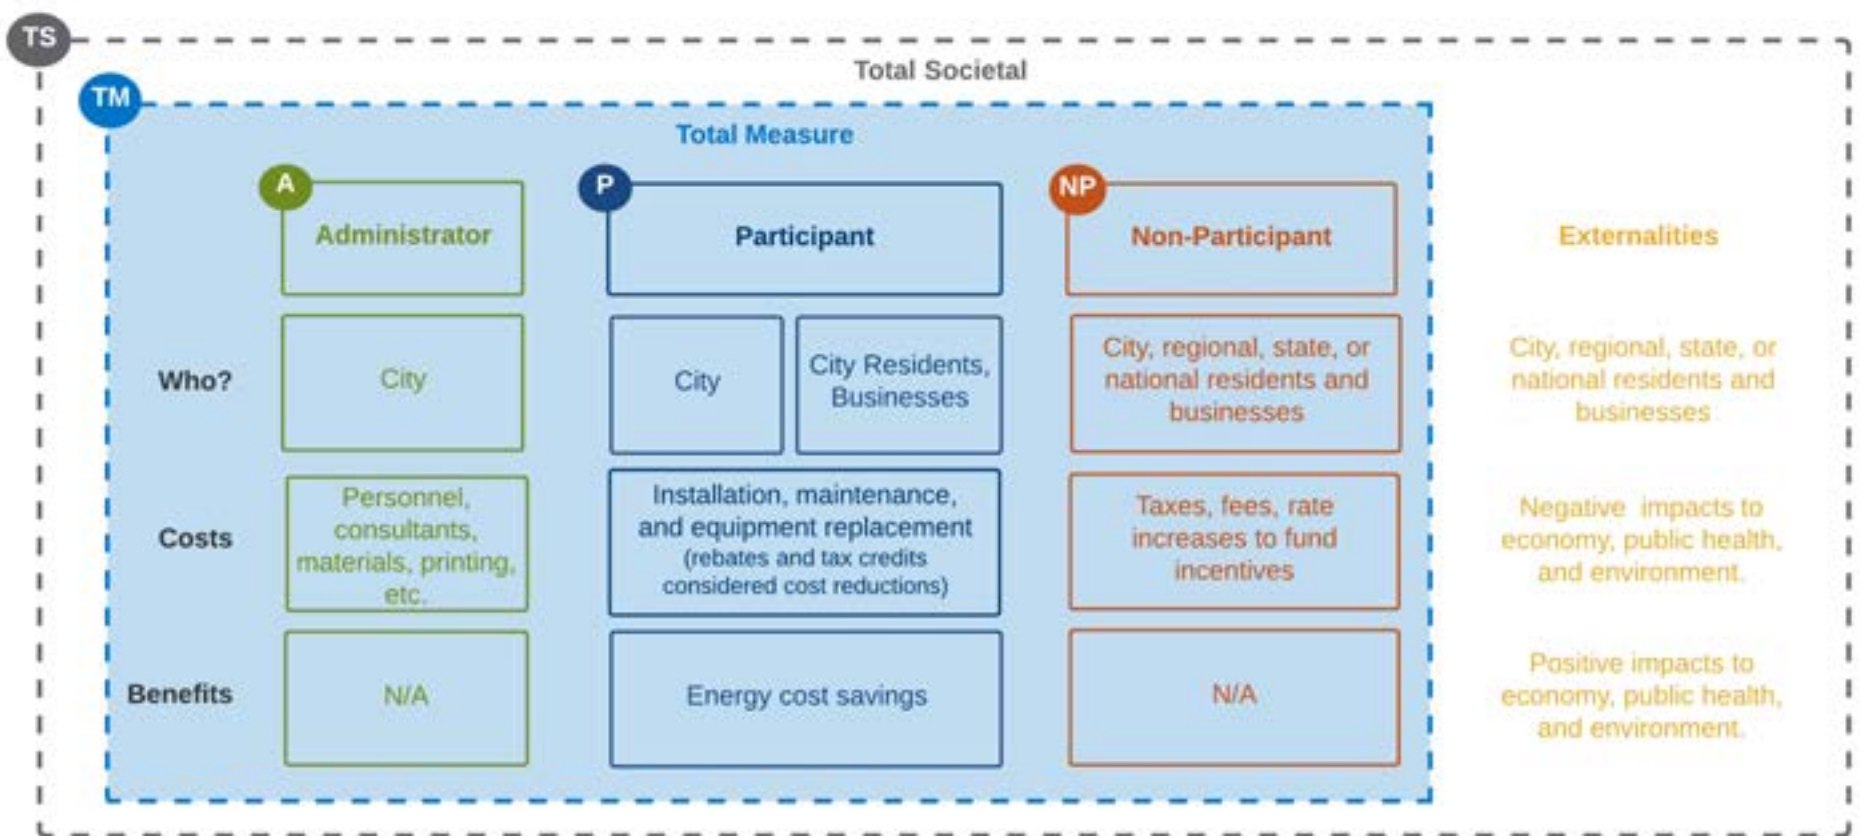 TS
Total Societal
TM
Total Measure
A
Administrator
P
Participant
NP
Non-Participant
Externalities
Who?
City
City
City Residents,
Businesses
City, regional, state, or
national residents and
businesses
City, regional, state, or
national residents and
businesses
Costs
Personnel,
consultants,
materials, printing,
etc.
Installation, maintenance,
and equipment replacement
(rebates and tax credits
considered cost reductions)
Taxes, fees, rate
increases to fund
incentives
Negative impacts to
economy, public health,
and environment.
Benefits
N/A
Energy cost savings
N/A
Positive impacts to
economy, public health,
and environment.